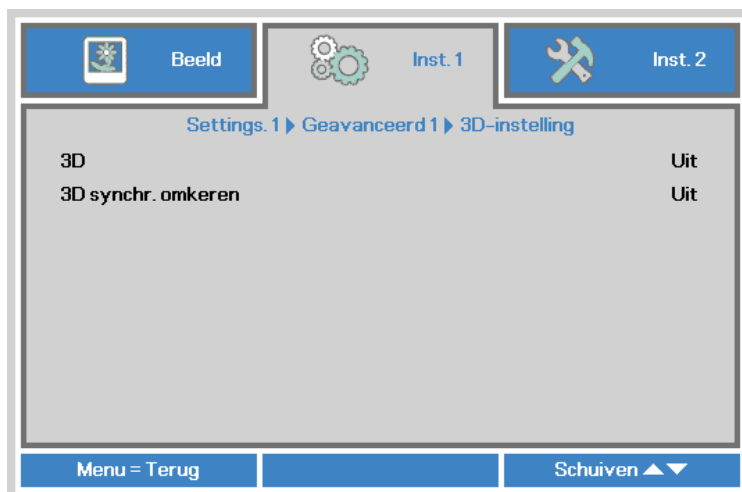 Beeld Inst. 1 Inst. 2
Settings. 1 Geavanceerd 1 3D-instelling
3D Uit
3D synchr. omkeren Uit
Menu = Terug Schuiven